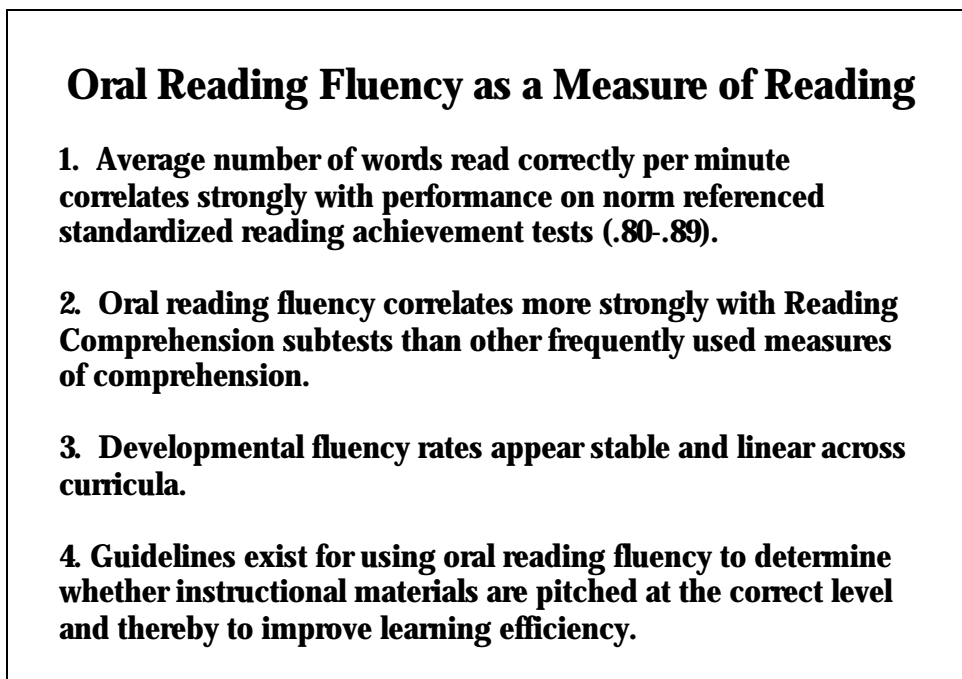 Oral Reading Fluency as a Measure of Reading
1. Average number of words read correctly per minute
correlates strongly with performance on norm referenced
standardized reading achievement tests (.80-.89).
2. Oral reading fluency correlates more strongly with Reading
Comprehension subtests than other frequently used measures
of comprehension.
3. Developmental fluency rates appear stable and linear across
curricula.
4. Guidelines exist for using oral reading fluency to determine
whether instructional materials are pitched at the correct level
and thereby to improve learning efficiency.